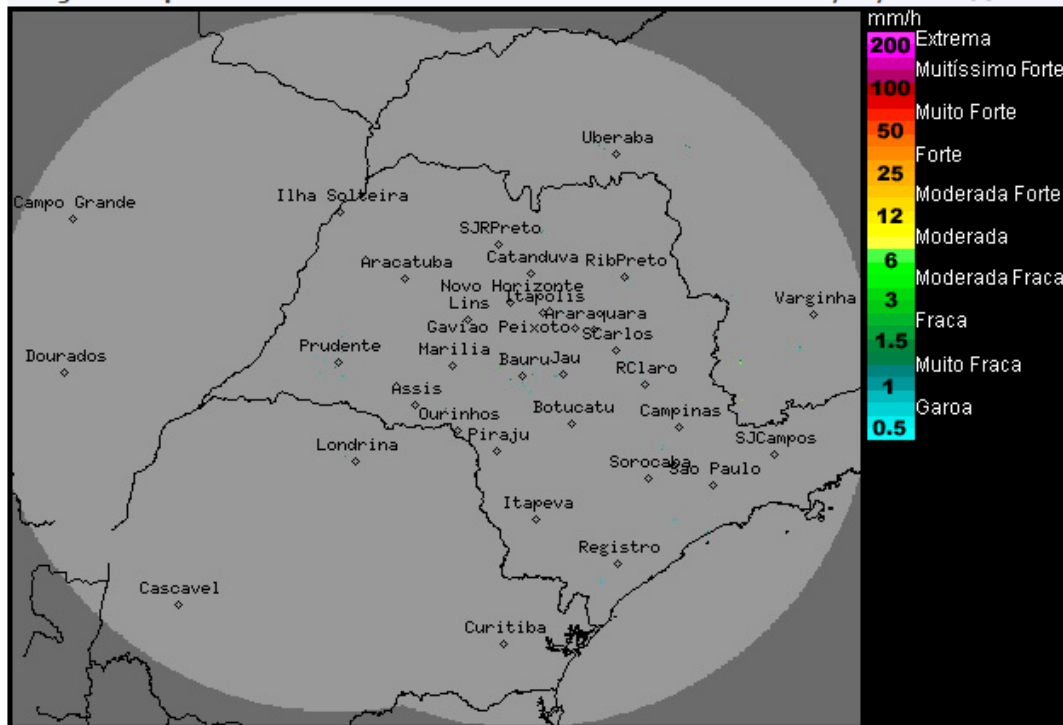 mm/h
200 Extrema
Muitíssimo Forte
100
Muito Forte
50
Forte
25
Moderada Forte
12
Moderada
6
Moderada Fraca
3
Fraca
1.5
Muito Fraca
1
Garoa
0.5
Uberaba
Campo Grande
Ilha Solteira
SJRPreto
Aracatuba
Catanduva
RibPreto
Novo Horizonte
Itapolis
Lins
Araraquara
Varginha
Gaviao Peixoto
SCarlos
Dourados
Prudente
Marilia
Bauru
Jau
RClaro
Assis
Ourinhos
Botucatu
Campinas
Londrina
Piraju
SJCampos
Sorocaba
Sao Paulo
Itapeva
Registro
Cascavel
Curitiba